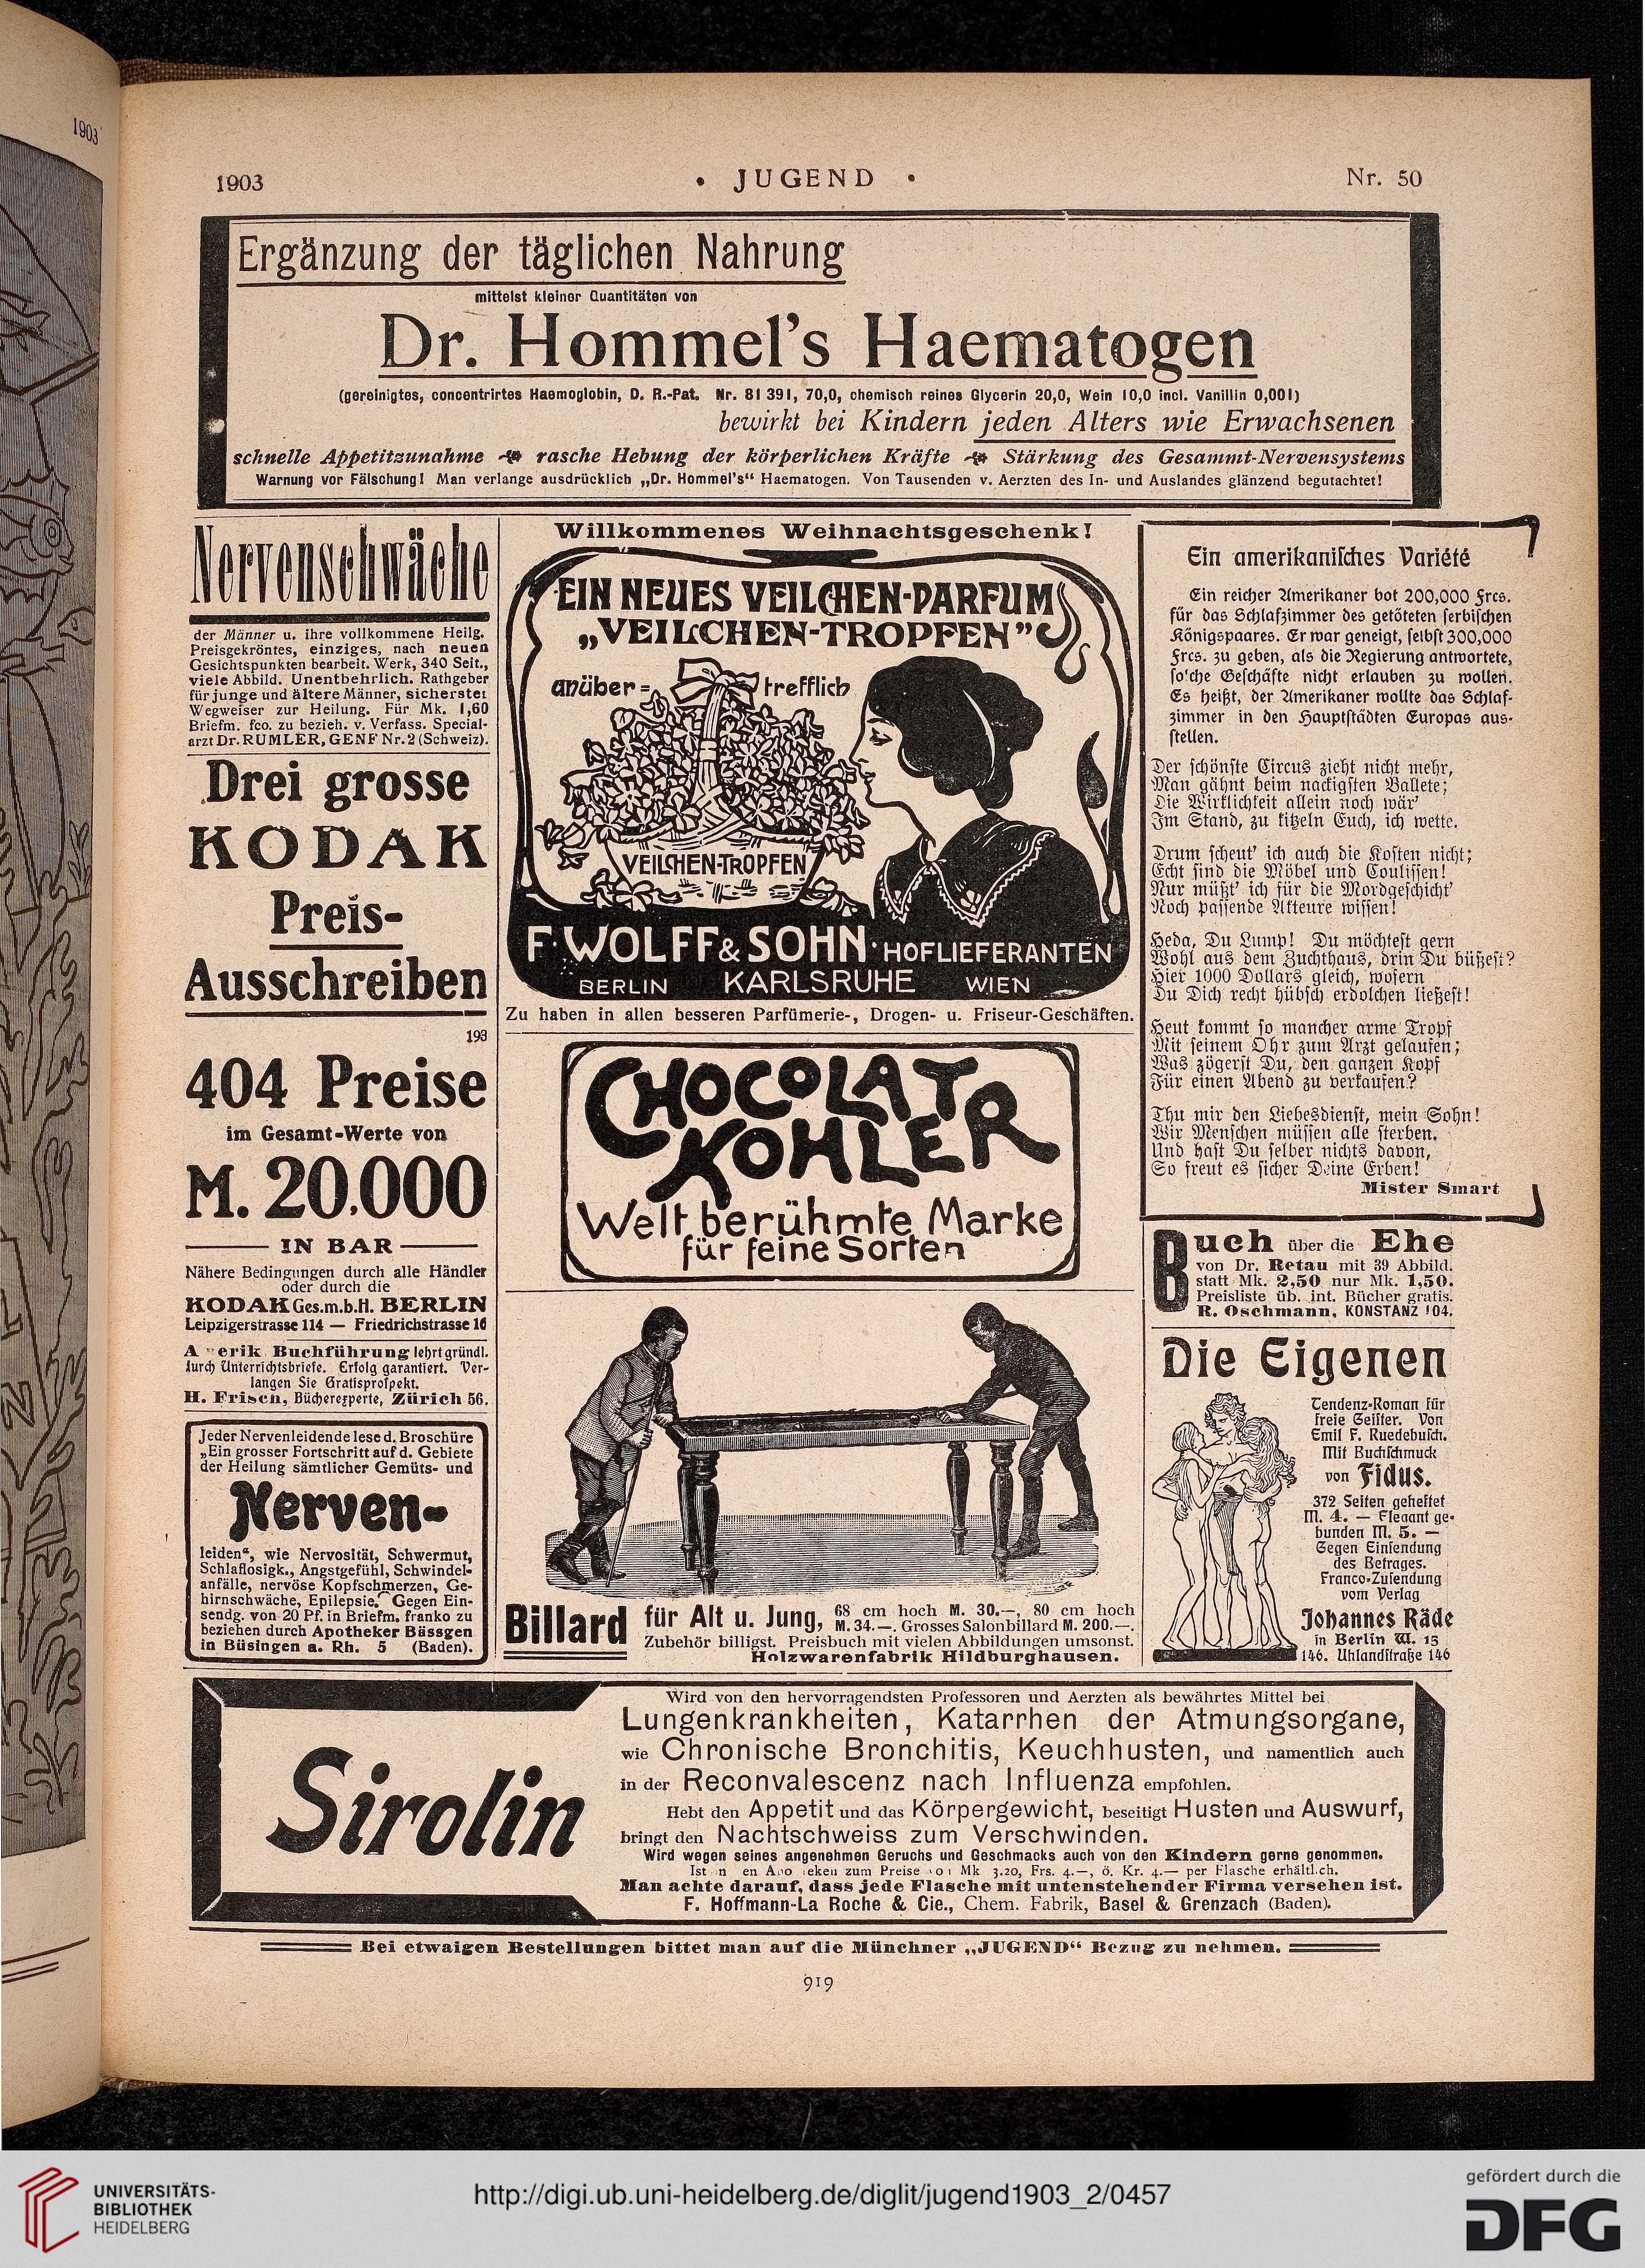 1903
1903
• JUGEND •
Nr. 50
Ergänzung der täglichen Nahrung
mittelst kleiner Quantitäten von
Dr. Hommel's Haematogen
(gereinigtes, concentrirtes Haemoglobin, D. R.-Pat. Nr. 81 391, 70,0, chemisch reines Glycerin 20,0, Wein 10,0 incl. Vanillin 0,001)
bewirkt bei Kindern jeden Alters wie Erwachsenen
schnelle Appetitzunahme rasche Hebung der körperlichen Kräfte Stärkung des Gesammt-Nervensystems
Warnung vor Fälschung! Man verlange ausdrücklich „Dr. Hommel's“ Haematogen. Von Tausenden v. Aerzten des In- und Auslandes glänzend begutachtet!
Nervenschwäche
der Männer u. ihre vollkommene Heilg.
Preisgekröntes, einziges, nach neuen
Gesichtspunkten bearbeit. Werk, 340 Seit.,
viele Abbild. Unentbehrlich. Rathgeber
für junge und ältere Männer, sicherster
Wegweiser zur Heilung. Für Mk. 1,60
Briefm. fco. zu bezieh. v. Verfass. Special-
arzt Dr. RUMLER, GENF Nr. 2 (Schweiz).
Drei grosse
KODAK
Preis-
Ausschreiben
193
404 Preise
im Gesamt-Werte von
M. 20,000
IN BAR
Nähere Bedingungen durch alle Händler
oder durch die
KODAK Ges.m.b.H. BERLIN
Leipzigerstrasse 114 — Friedrichstrasse 16
A erik Buchführung lehrt gründl.
durch Unterrichtsbriefe. Erfolg garantiert. Ver-
langen Sie Gratisprospekt.
H. Frisch, Bücherexperte, Zürich 56.
Jeder Nervenleidende lese d. Broschüre
„Ein grosser Fortschritt auf d. Gebiete
der Heilung sämtlicher Gemüts- und
Nerven-
leiden“, wie Nervosität, Schwermut,
Schlaflosigk., Angstgefühl, Schwindel-
anfälle, nervöse Kopfschmerzen, Ge-
hirnschwäche, Epilepsie. Gegen Ein-
sendg. von 20 Pf. in Briefm. franko zu
beziehen durch Apotheker Bässgen
in Büsingen a. Rh. 5 (Baden).
Willkommenes Weihnachtsgeschenk!
EIN NEUES VEILCHEN-PARFUM
„VEILCHEN-TROPFEN”
unüber= trefflich
VEILCHEN-TROPFEN
F. WOLFF & SOHN · HOFLIEFERANTEN
BERLIN KARLSRUHE WIEN
Zu haben in allen besseren Parfümerie-, Drogen- u. Friseur-Geschäften.
CHOCOLAT
KOHLER
Weltberühmte Marke
für feine Sorten
Billard für Alt u. Jung, 68 cm hoch M. 30.—, 80 cm hoch
M. 34.—. Grosses Salonbillard M. 200.—.
Zubehör billigst. Preisbuch mit vielen Abbildungen umsonst.
Holzwarenfabrik Hildburghausen.
Ein amerikanisches Variété
Ein reicher Amerikaner bot 200,000 Frcs.
für das Schlafzimmer des getöteten serbischen
Königspaares. Er war geneigt, selbst 300,000
Frcs. zu geben, als die Regierung antwortete,
solche Geschäfte nicht erlauben zu wollen.
Es heißt, der Amerikaner wollte das Schlaf-
zimmer in den Hauptstädten Europas aus-
stellen.
Der schönste Circus zieht nicht mehr,
Man gähnt beim nackigsten Ballete;
Die Wirklichkeit allein noch wär'
Im Stand, zu kitzeln Euch, ich wette.
Drum scheut' ich auch die Kosten nicht;
Echt sind die Möbel und Coulissen!
Nur müßt' ich für die Mordgeschicht'
Noch passende Akteure wissen!
Heda, Du Lump! Du möchtest gern
Wohl aus dem Zuchthaus, drin Du büßest?
Hier 1000 Dollars gleich, wofern
Du Dich recht hübsch erdolchen ließest!
Heut kommt so mancher arme Tropf
Mit seinem Ohr zum Arzt gelaufen;
Was zögerst Du, den ganzen Kopf
Für einen Abend zu verkaufen?
Thu mir den Liebesdienst, mein Sohn!
Wir Menschen müssen alle sterben.
Und hast Du selber nichts davon,
So freut es sicher Deine Erben!
Mister Smart
Buch über die Ehe
von Dr. Retau mit 39 Abbild.
statt Mk. 2,50 nur Mk. 1,50.
Preisliste üb. int. Bücher gratis.
R. Oschmann, KONSTANZ 104.
Die Eigenen
Tendenz-Roman für
freie Geister. Von
Emil F. Ruedebusch.
Mit Buchschmuck
von Fidus.
372 Seiten geheftet
M. 4. — Elegant ge-
bunden M. 5. —
Gegen Einsendung
des Betrages.
Franco-Zusendung
vom Verlag
Johannes Räde
in Berlin W. 15
146. Uhlandstraße 146
Sirolin
Wird von den hervorragendsten Professoren und Aerzten als bewährtes Mittel bei
Lungenkrankheiten, Katarrhen der Atmungsorgane,
wie Chronische Bronchitis, Keuchhusten, und namentlich auch
in der Reconvalescenz nach Influenza empfohlen.
Hebt den Appetit und das Körpergewicht, beseitigt Husten und Auswurf,
bringt den Nachtschweiss zum Verschwinden.
Wird wegen seines angenehmen Geruchs und Geschmacks auch von den Kindern gerne genommen.
Ist zum Preise Mk 3.20, Frs. 4.—, ö. Kr. 4.— per Flasche erhältlich.
Man achte darauf, dass jede Flasche mit untenstehender Firma versehen ist.
F. Hoffmann-La Roche & Cie., Chem. Fabrik, Basel & Grenzach (Baden).
Bei etwaigen Bestellungen bittet man auf die Münchner „JUGEND“ Bezug zu nehmen.
919
UNIVERSITÄTS-
BIBLIOTHEK
HEIDELBERG
http://digi.ub.uni-heidelberg.de/diglit/jugend1903_2/0457
gefördert durch die
DFG